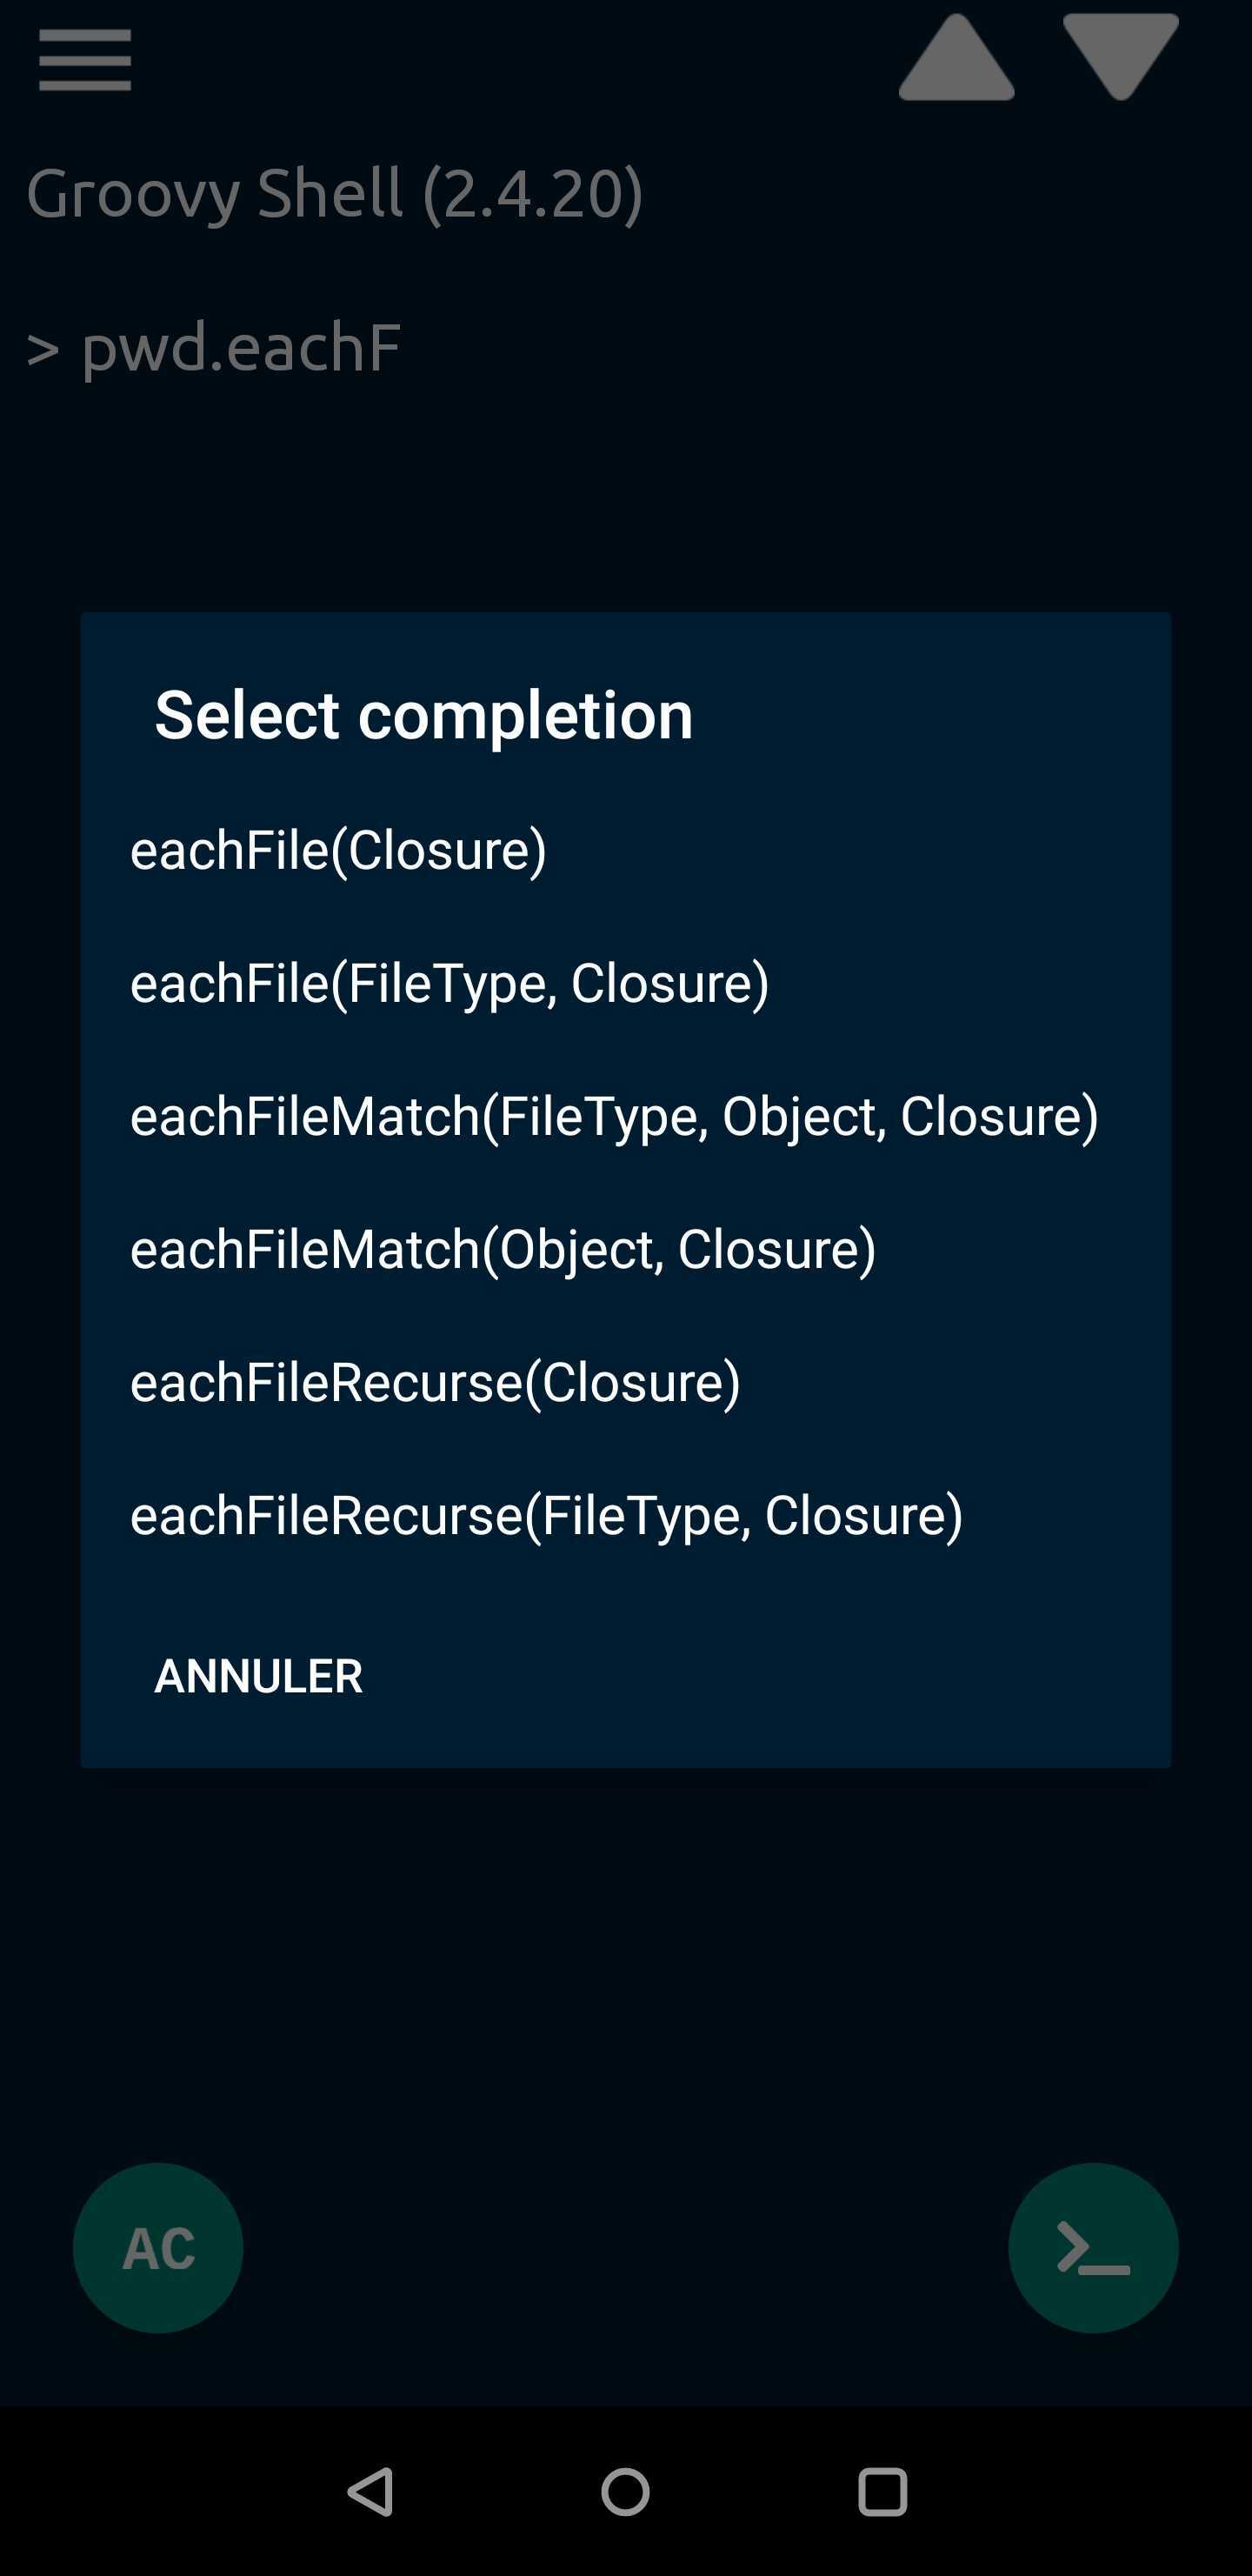 Groovy Shell (2.4.20)
> pwd.eachF
Select completion
eachFile(Closure)
eachFile(FileType, Closure)
eachFileMatch(FileType, Object, Closure)
eachFileMatch(Object, Closure)
eachFileRecurse(Closure)
eachFileRecurse(FileType, Closure)
ANNULER
AC